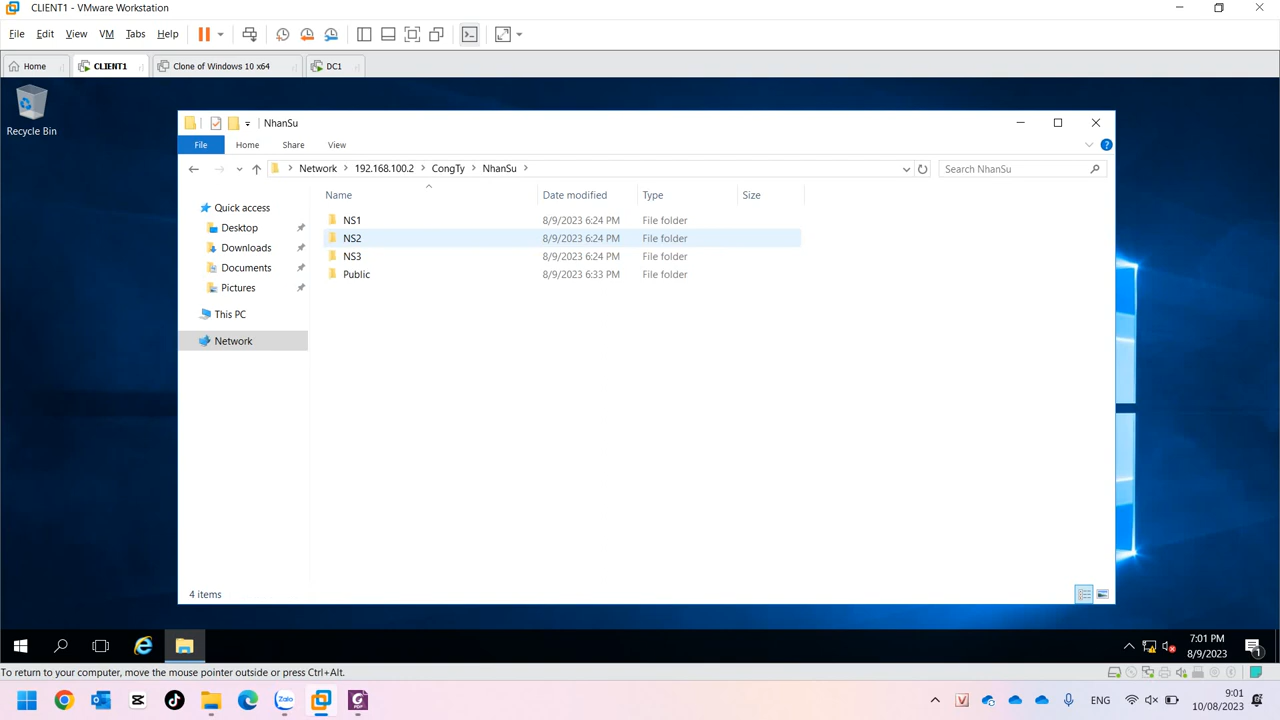 CLIENT1 - VMware Workstation
File Edit View VM Tabs Help
Home CLIENT1 Clone of Windows 10 x64 DC1
Recycle Bin
NhanSu
File Home Share View
Network 192.168.100.2 CongTy NhanSu Search NhanSu
Name Date modified Type Size
Quick access
Desktop
Downloads
Documents
Pictures
This PC
Network
NS1 8/9/2023 6:24 PM File folder
NS2 8/9/2023 6:24 PM File folder
NS3 8/9/2023 6:24 PM File folder
Public 8/9/2023 6:33 PM File folder
4 items
7:01 PM
8/9/2023
1
To return to your computer, move the mouse pointer outside or press Ctrl+Alt.
Zalo
PDF
V
ENG
9:01
10/08/2023